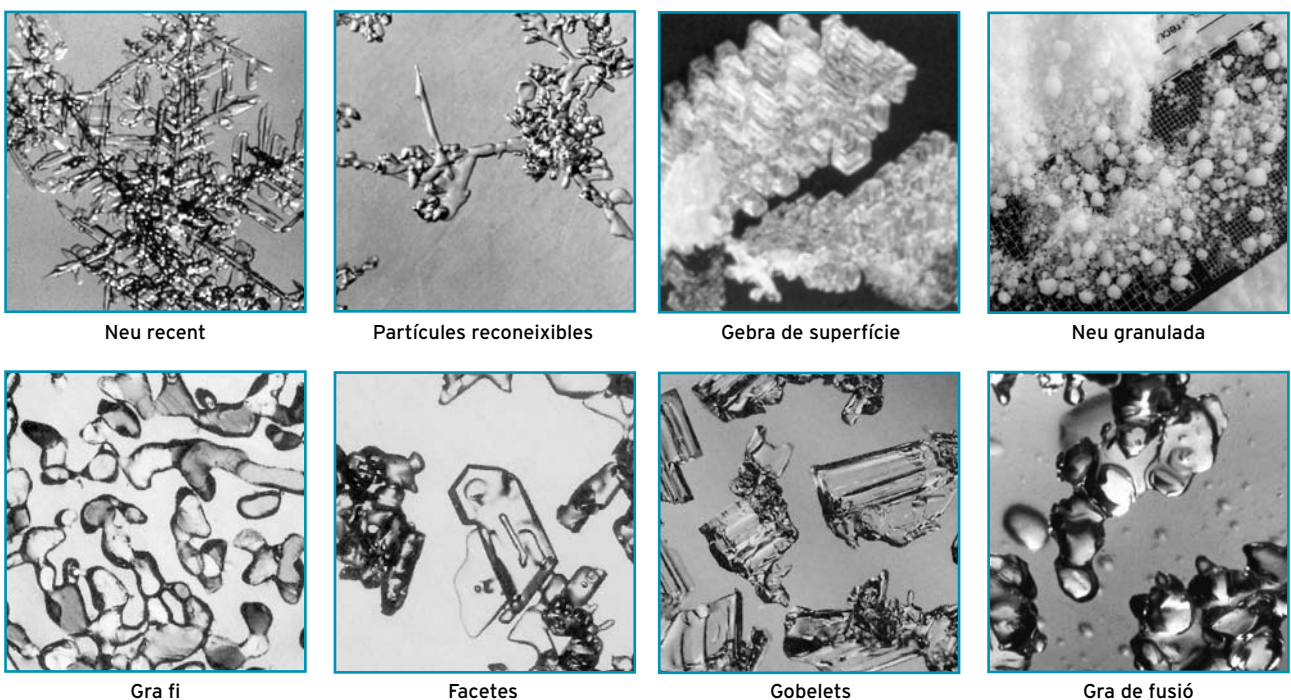 Neu recent
Partícules reconeixibles
Gebra de superfície
Neu granulada
Gra fi
Facetes
Gobelets
Gra de fusió